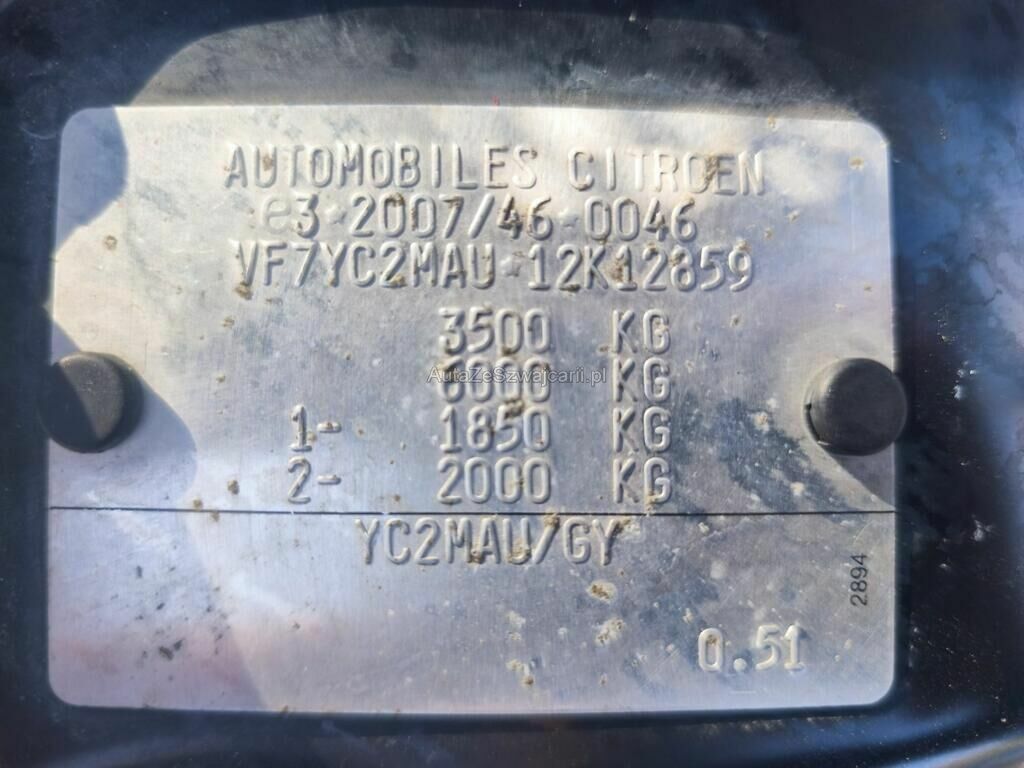 AUTOMOBILES CITROEN
e3*2007/46*0046
VF7YC2MAU*12K12859
3500 KG
6000 KG
AutaZeSzwajcarii.pl
1- 1850 KG
2- 2000 KG
YC2MAU/GY
2894
0.51